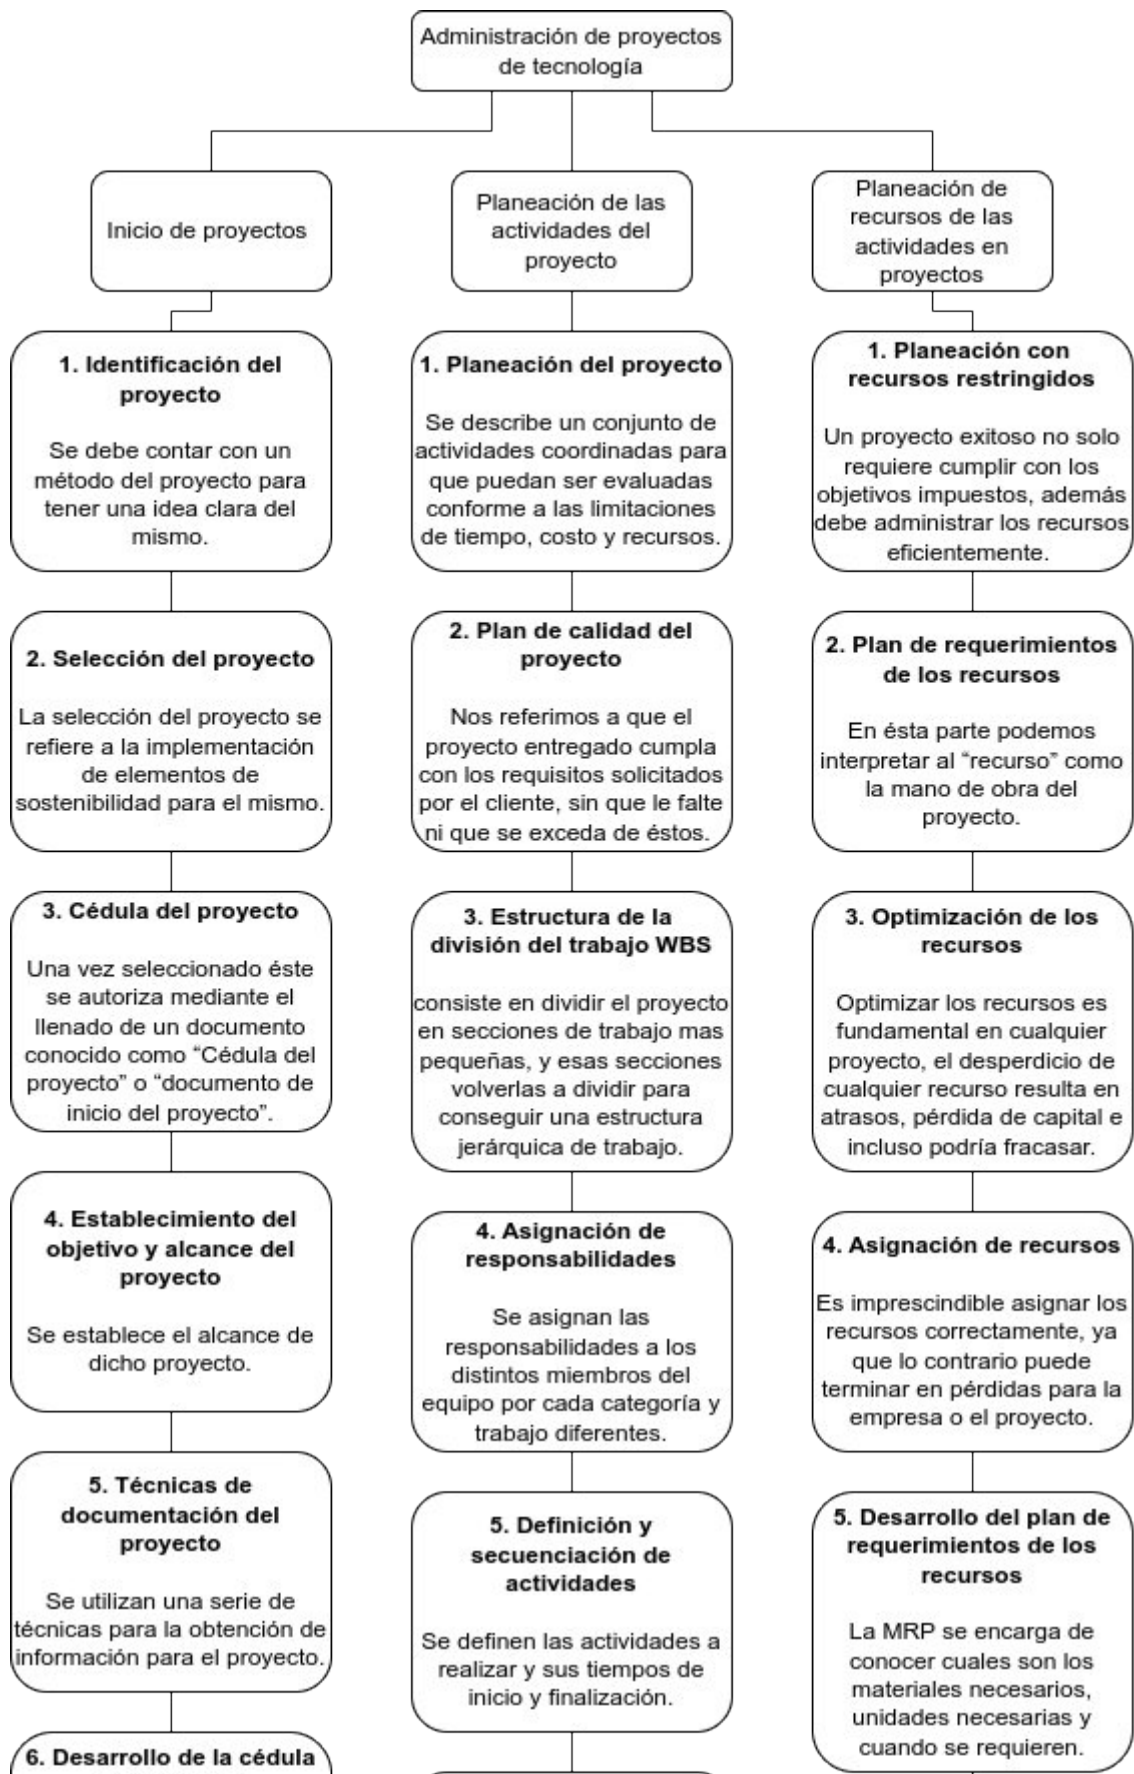 Administración de proyectos
de tecnología
Inicio de proyectos
Planeación de las
actividades del
proyecto
Planeación de
recursos de las
actividades en
proyectos
1. Identificación del
proyecto
Se debe contar con un
método del proyecto para
tener una idea clara del
mismo.
2. Selección del proyecto
La selección del proyecto se
refiere a la implementación
de elementos de
sostenibilidad para el mismo.
3. Cédula del proyecto
Una vez seleccionado éste
se autoriza mediante el
llenado de un documento
conocido como “Cédula del
proyecto” o “documento de
inicio del proyecto”.
4. Establecimiento del
objetivo y alcance del
proyecto
Se establece el alcance de
dicho proyecto.
5. Técnicas de
documentación del
proyecto
Se utilizan una serie de
técnicas para la obtención de
información para el proyecto.
6. Desarrollo de la cédula
1. Planeación del proyecto
Se describe un conjunto de
actividades coordinadas para
que puedan ser evaluadas
conforme a las limitaciones
de tiempo, costo y recursos.
2. Plan de calidad del
proyecto
Nos referimos a que el
proyecto entregado cumpla
con los requisitos solicitados
por el cliente, sin que le falte
ni que se exceda de éstos.
3. Estructura de la
división del trabajo WBS
consiste en dividir el proyecto
en secciones de trabajo mas
pequeñas, y esas secciones
volverlas a dividir para
conseguir una estructura
jerárquica de trabajo.
4. Asignación de
responsabilidades
Se asignan las
responsabilidades a los
distintos miembros del
equipo por cada categoría y
trabajo diferentes.
5. Definición y
secuenciación de
actividades
Se definen las actividades a
realizar y sus tiempos de
inicio y finalización.
1. Planeación con
recursos restringidos
Un proyecto exitoso no solo
requiere cumplir con los
objetivos impuestos, además
debe administrar los recursos
eficientemente.
2. Plan de requerimientos
de los recursos
En ésta parte podemos
interpretar al “recurso” como
la mano de obra del
proyecto.
3. Optimización de los
recursos
Optimizar los recursos es
fundamental en cualquier
proyecto, el desperdicio de
cualquier recurso resulta en
atrasos, pérdida de capital e
incluso podría fracasar.
4. Asignación de recursos
Es imprescindible asignar los
recursos correctamente, ya
que lo contrario puede
terminar en pérdidas para la
empresa o el proyecto.
5. Desarrollo del plan de
requerimientos de los
recursos
La MRP se encarga de
conocer cuales son los
materiales necesarios,
unidades necesarias y
cuando se requieren.